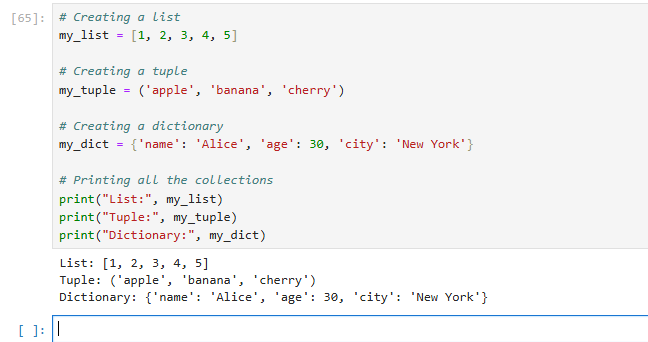 [65]: # Creating a list
my_list = [1, 2, 3, 4, 5]
# Creating a tuple
my_tuple = ('apple', 'banana', 'cherry')
# Creating a dictionary
my_dict = {'name': 'Alice', 'age': 30, 'city': 'New York'}
# Printing all the collections
print("List:", my_list)
print("Tuple:", my_tuple)
print("Dictionary:", my_dict)
List: [1, 2, 3, 4, 5]
Tuple: ('apple', 'banana', 'cherry')
Dictionary: {'name': 'Alice', 'age': 30, 'city': 'New York'}
[ ]: